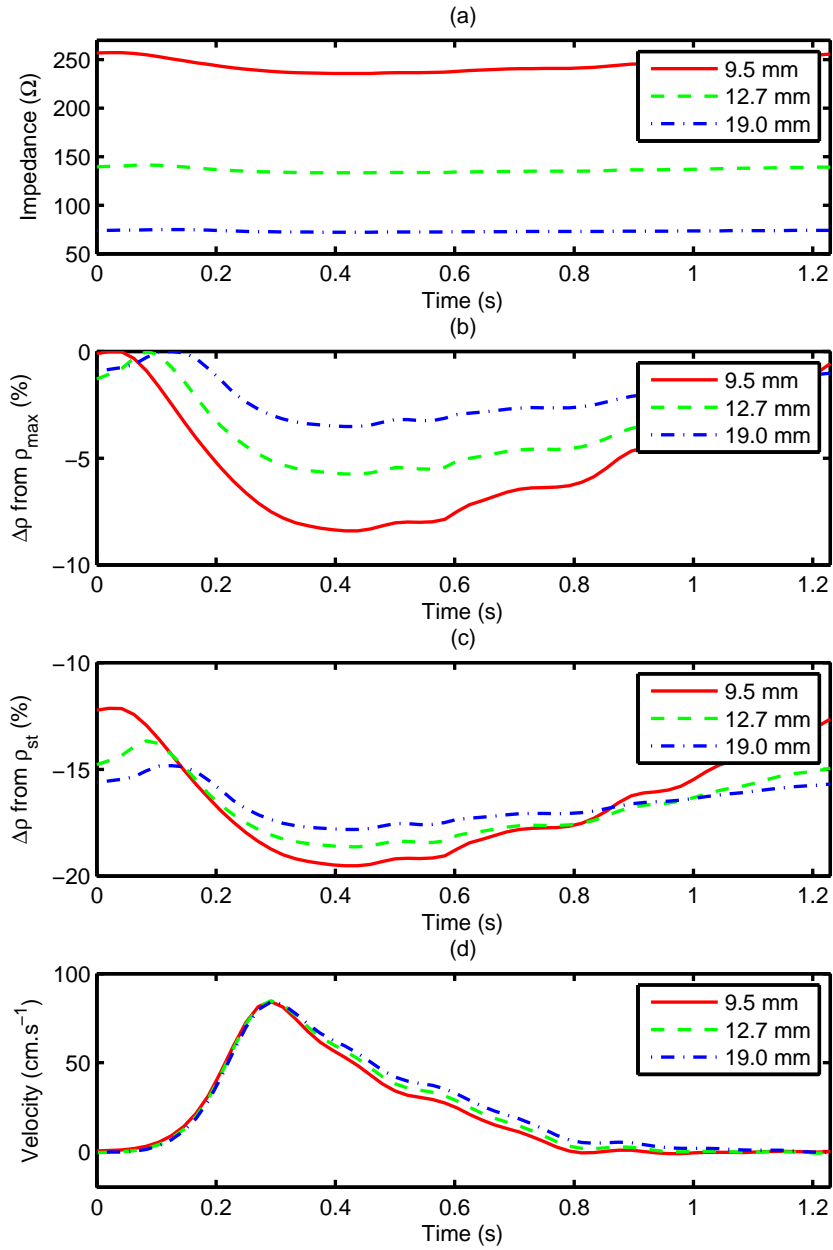 (a)
250
200
150
100
50
Impedance (Ω)
9.5 mm
12.7 mm
19.0 mm
0 0.2 0.4 0.6 0.8 1 1.2
Time (s)
(b)
0
−5
−10
Δρ from ρmax (%)
9.5 mm
12.7 mm
19.0 mm
0 0.2 0.4 0.6 0.8 1 1.2
Time (s)
(c)
−10
−15
−20
Δρ from ρst (%)
9.5 mm
12.7 mm
19.0 mm
0 0.2 0.4 0.6 0.8 1 1.2
Time (s)
(d)
100
50
0
Velocity (cm.s−1)
9.5 mm
12.7 mm
19.0 mm
0 0.2 0.4 0.6 0.8 1 1.2
Time (s)